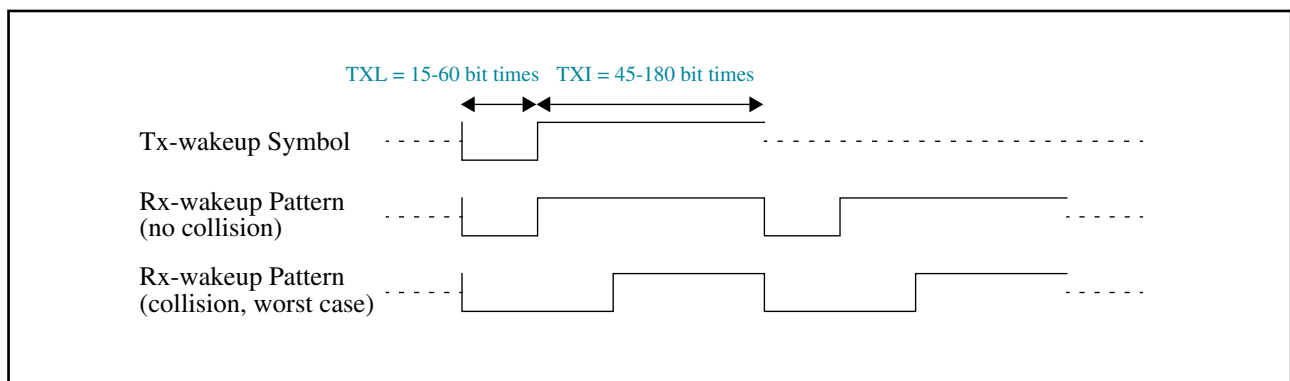 TXL = 15-60 bit times TXI = 45-180 bit times
Tx-wakeup Symbol
Rx-wakeup Pattern
(no collision)
Rx-wakeup Pattern
(collision, worst case)